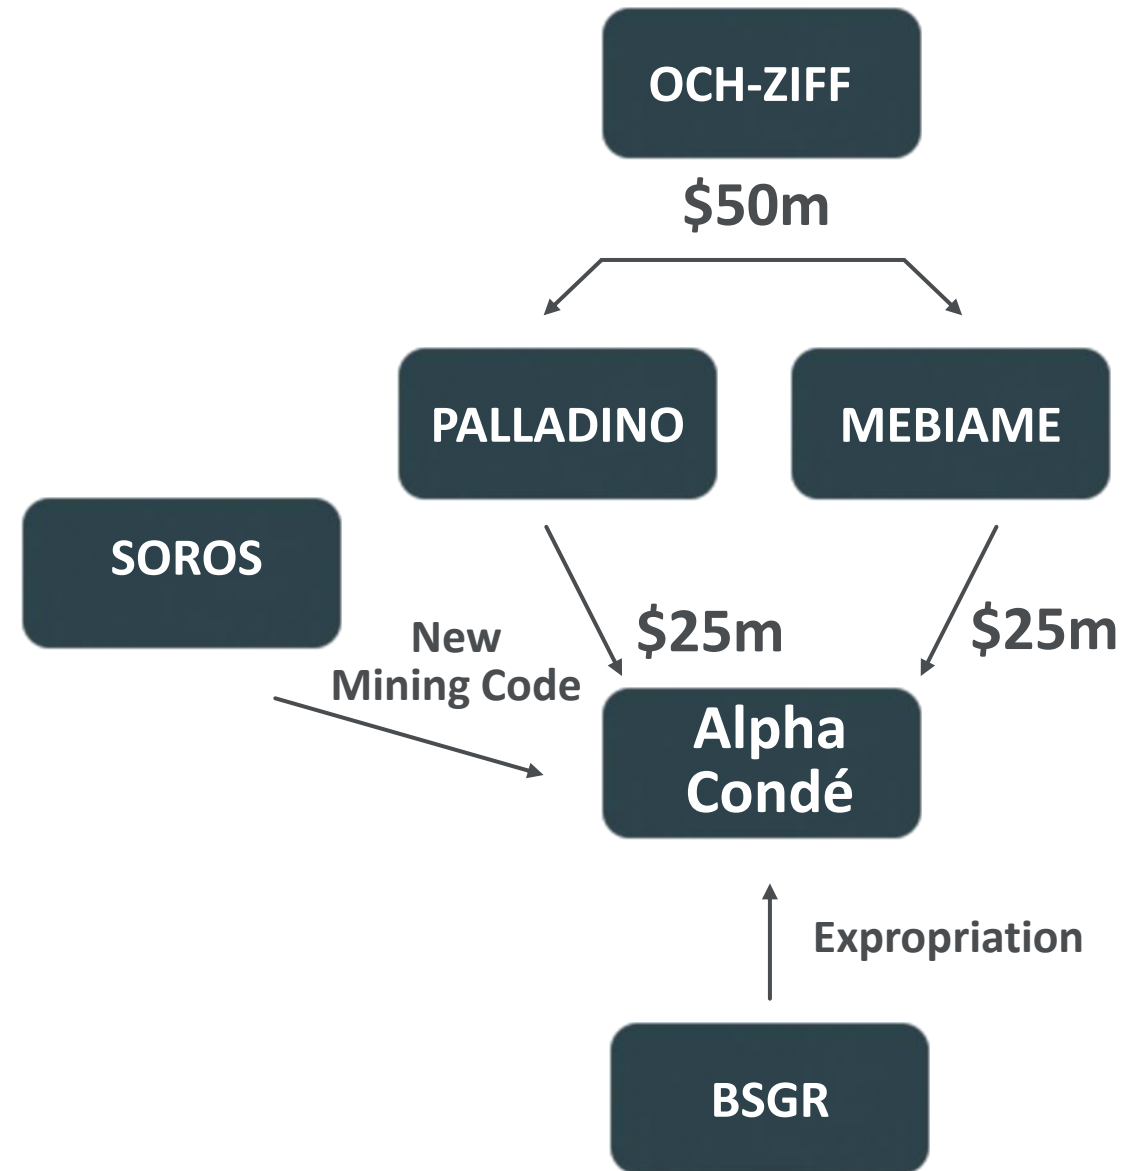 OCH-ZIFF
$50m
PALLADINO
MEBIAME
SOROS
New
Mining Code
$25m
$25m
Alpha
Condé
Expropriation
BSGR